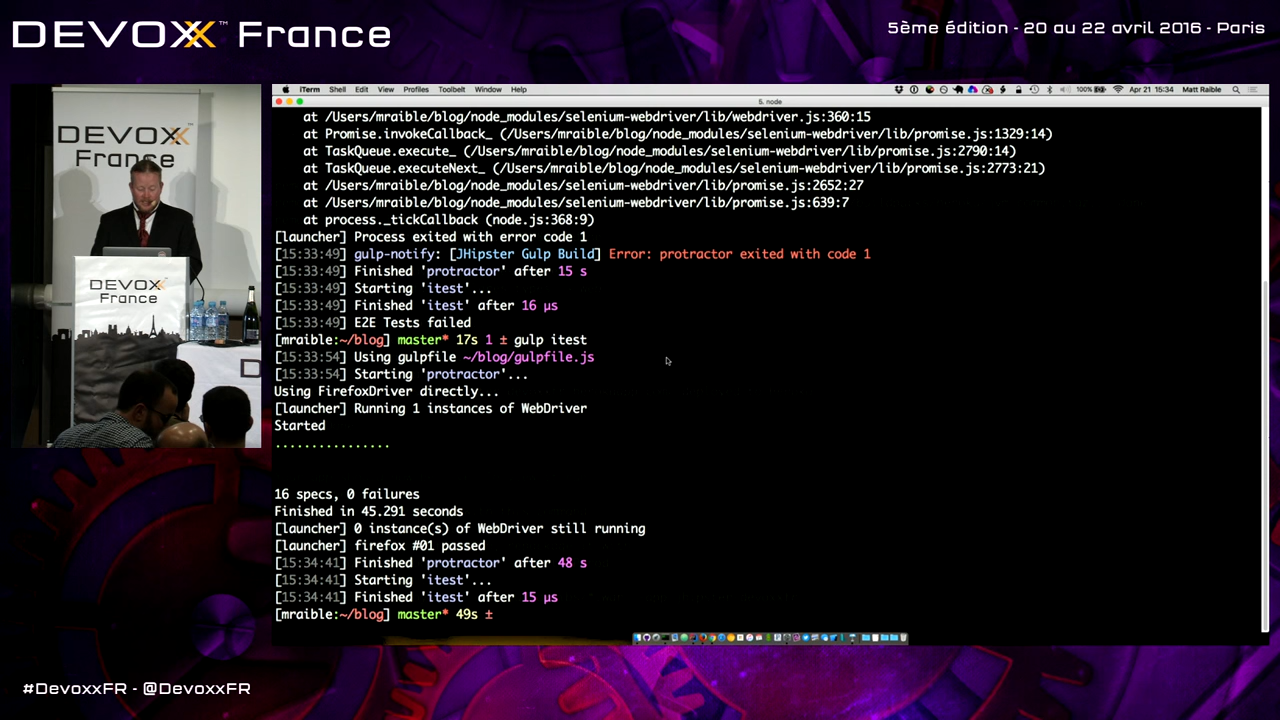 DEVOXX™ France
5ème édition - 20 au 22 avril 2016 - Paris
DEVOXX
France
DEVOXX
France
iTerm Shell Edit View Profiles Toolbelt Window Help
100% Apr 21 15:34 Matt Raible
5. node
at /Users/mraible/blog/node_modules/selenium-webdriver/lib/webdriver.js:360:15
at Promise.invokeCallback_ (/Users/mraible/blog/node_modules/selenium-webdriver/lib/promise.js:1329:14)
at TaskQueue.execute_ (/Users/mraible/blog/node_modules/selenium-webdriver/lib/promise.js:2790:14)
at TaskQueue.executeNext_ (/Users/mraible/blog/node_modules/selenium-webdriver/lib/promise.js:2773:21)
at /Users/mraible/blog/node_modules/selenium-webdriver/lib/promise.js:2652:27
at /Users/mraible/blog/node_modules/selenium-webdriver/lib/promise.js:639:7
at process._tickCallback (node.js:368:9)
[launcher] Process exited with error code 1
[15:33:49] gulp-notify: [JHipster Gulp Build] Error: protractor exited with code 1
[15:33:49] Finished 'protractor' after 15 s
[15:33:49] Starting 'itest'...
[15:33:49] Finished 'itest' after 16 μs
[15:33:49] E2E Tests failed
[mraible:~/blog] master* 17s 1 ± gulp itest
[15:33:54] Using gulpfile ~/blog/gulpfile.js
[15:33:54] Starting 'protractor'...
Using FirefoxDriver directly...
[launcher] Running 1 instances of WebDriver
Started
................
16 specs, 0 failures
Finished in 45.291 seconds
[launcher] 0 instance(s) of WebDriver still running
[launcher] firefox #01 passed
[15:34:41] Finished 'protractor' after 48 s
[15:34:41] Starting 'itest'...
[15:34:41] Finished 'itest' after 15 μs
[mraible:~/blog] master* 49s ±
#DevoxxFR - @DevoxxFR